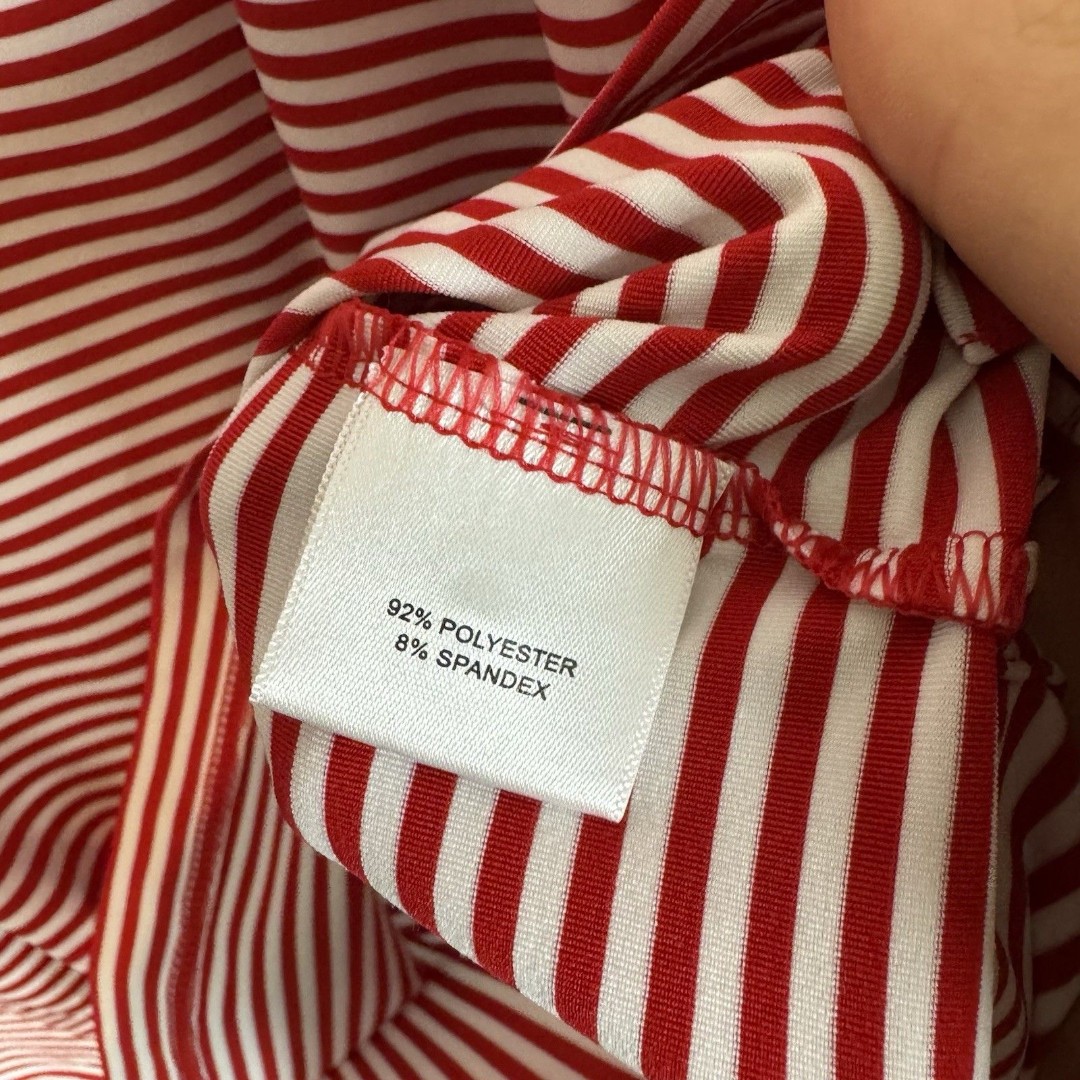 92% POLYESTER
8% SPANDEX